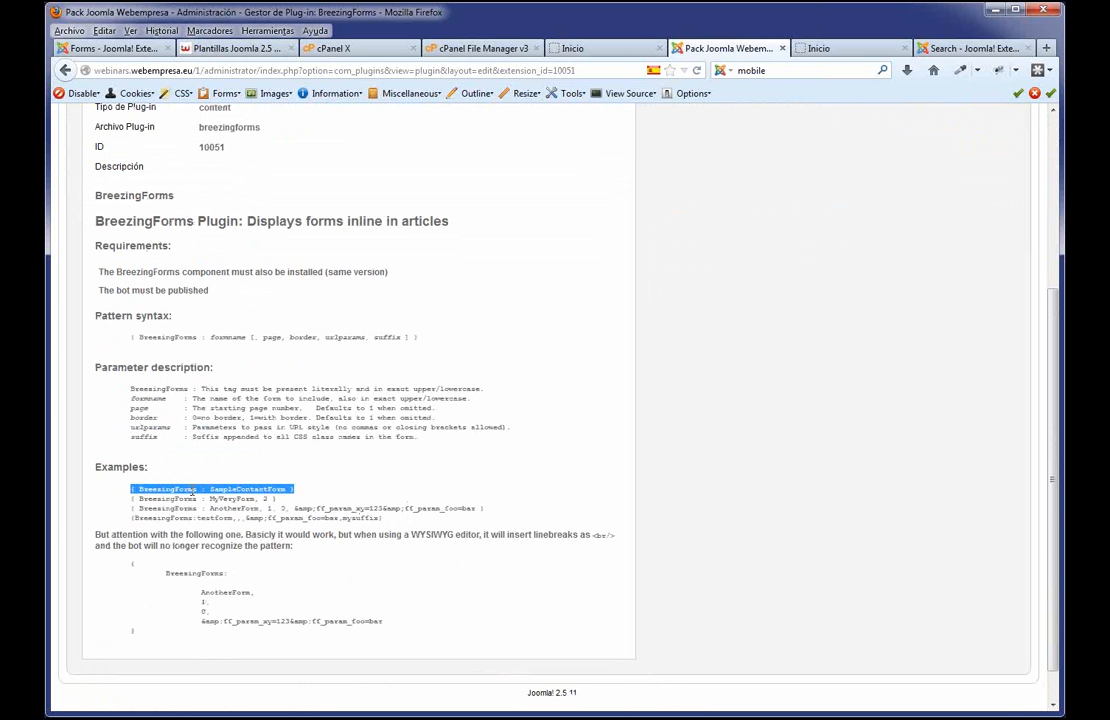 Pack Joomla Webempresa - Administración - Gestor de Plug-in: BreezingForms - Mozilla Firefox
Archivo Editar Ver Historial Marcadores Herramientas Ayuda
Forms - Joomla! Exte... Plantillas Joomla 2.5 ... cPanel X cPanel File Manager v3 Inicio Pack Joomla Webem... Inicio Search - Joomla! Exten...
webinars.webempresa.eu/1/administrator/index.php?option=com_plugins&view=plugin&layout=edit&extension_id=10051 mobile
Disable Cookies CSS Forms Images Information Miscellaneous Outline Resize Tools View Source Options
Tipo de Plug-in content
Archivo Plug-in breezingforms
ID 10051
Descripción
BreezingForms
BreezingForms Plugin: Displays forms inline in articles
Requirements:
The BreezingForms component must also be installed (same version)
The bot must be published
Pattern syntax:
{ BreezingForms : formname [, page, border, urlparams, suffix ] }
Parameter description:
BreezingForms : This tag must be present literally and in exact upper/lowercase.
formname : The name of the form to include, also in exact upper/lowercase.
page : The starting page number. Defaults to 1 when omitted.
border : 0=no border, 1=with border. Defaults to 1 when omitted.
urlparams : Parameters to pass in URL style (no commas or closing brackets allowed).
suffix : Suffix appended to all CSS class names in the form.
Examples:
{ BreezingForms : SampleContactForm }
{ BreezingForms : MyVeryForm, 2 }
{ BreezingForms : AnotherForm, 1, 0, &amp;ff_param_xy=123&amp;ff_param_foo=bar }
{BreezingForms:testform,,,&amp;ff_param_foo=bar,mysuffix}
But attention with the following one. Basicly it would work, but when using a WYSIWYG editor, it will insert linebreaks as <br/>
and the bot will no longer recognize the pattern:
{
BreezingForms:
AnotherForm,
1,
0,
&amp;ff_param_xy=123&amp;ff_param_foo=bar
}
Joomla! 2.5 11